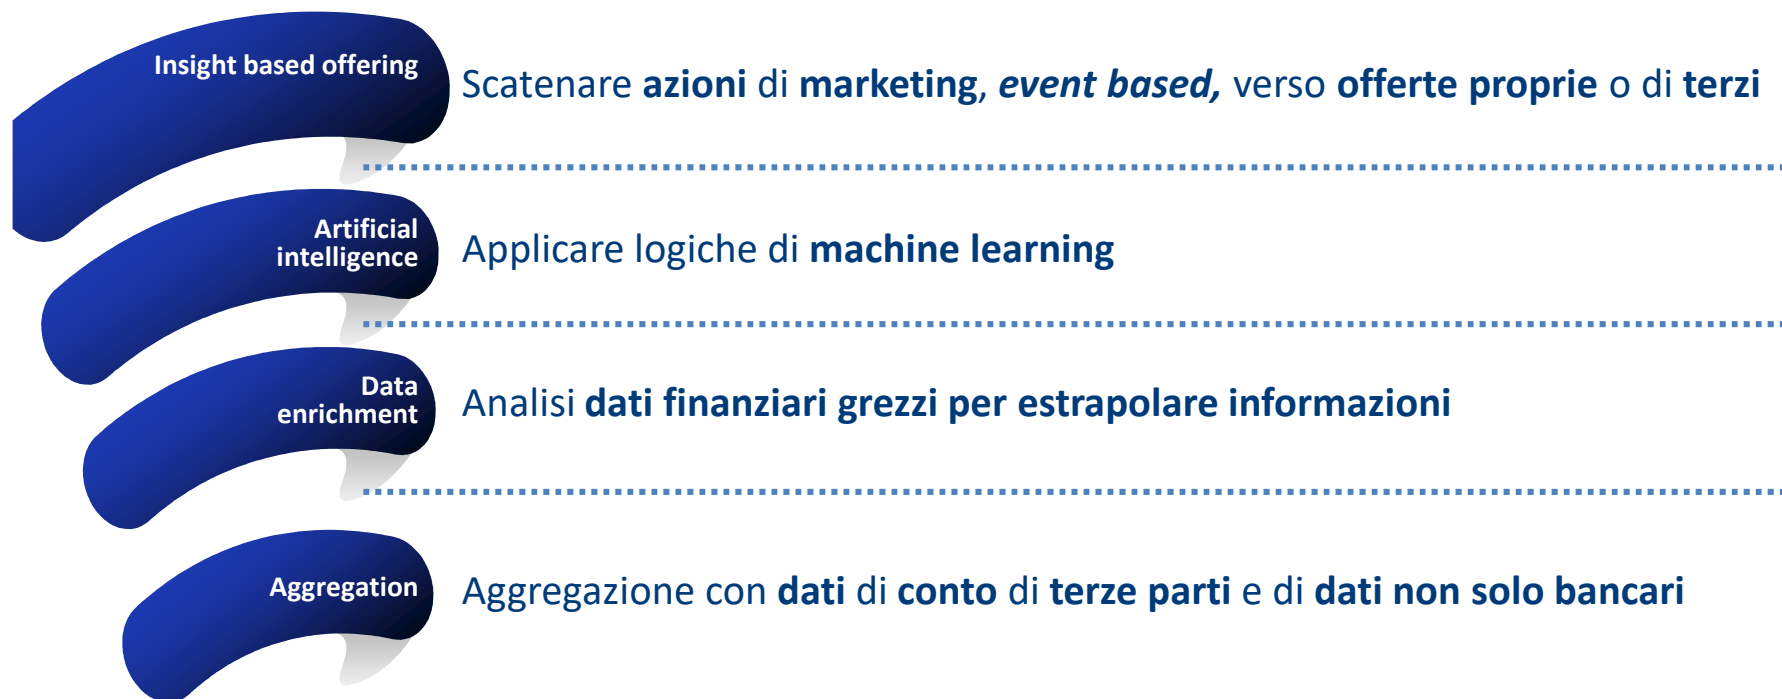 Insight based offering
Scatenare azioni di marketing, event based, verso offerte proprie o di terzi
Artificial
intelligence
Applicare logiche di machine learning
Data
enrichment
Analisi dati finanziari grezzi per estrapolare informazioni
Aggregation
Aggregazione con dati di conto di terze parti e di dati non solo bancari